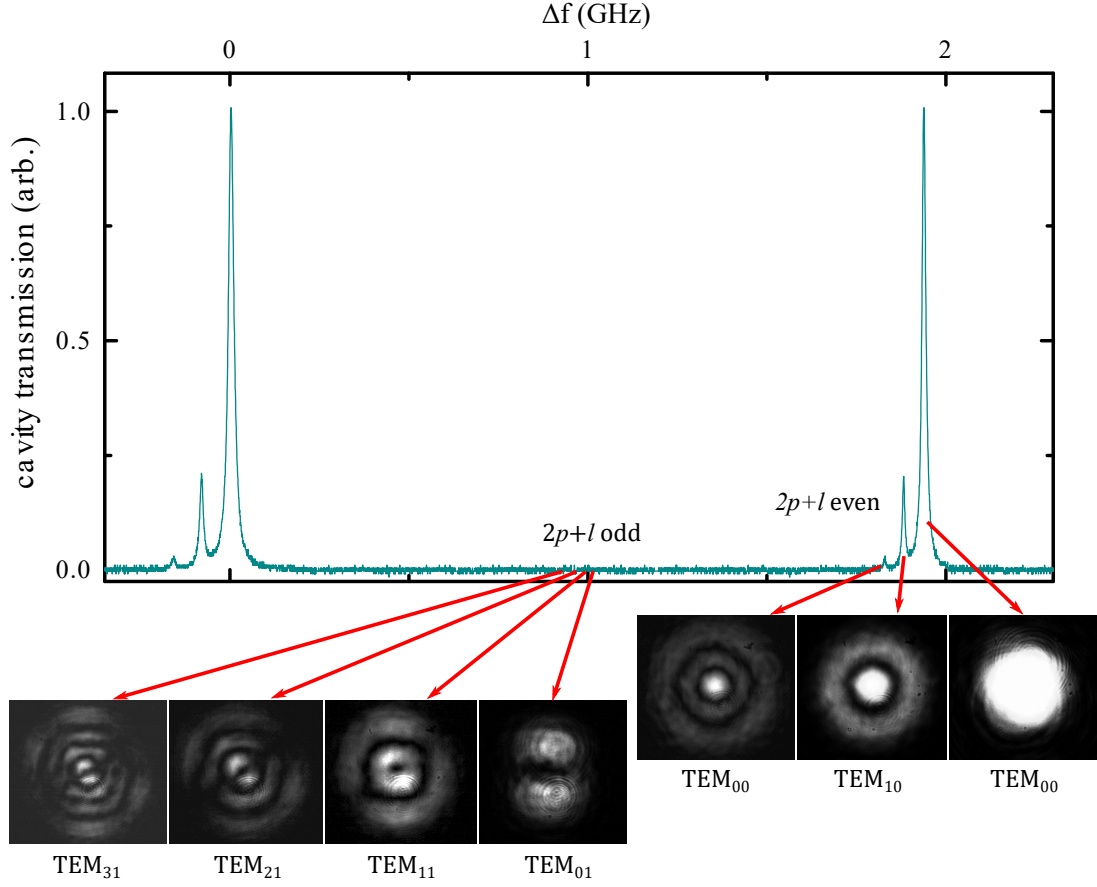 Δf (GHz)
0 1 2
cavity transmission (arb.)
1.0
0.5
0.0
2p+l even
2p+l odd
TEM₀₀ TEM₁₀ TEM₀₀
TEM₃₁ TEM₂₁ TEM₁₁ TEM₀₁